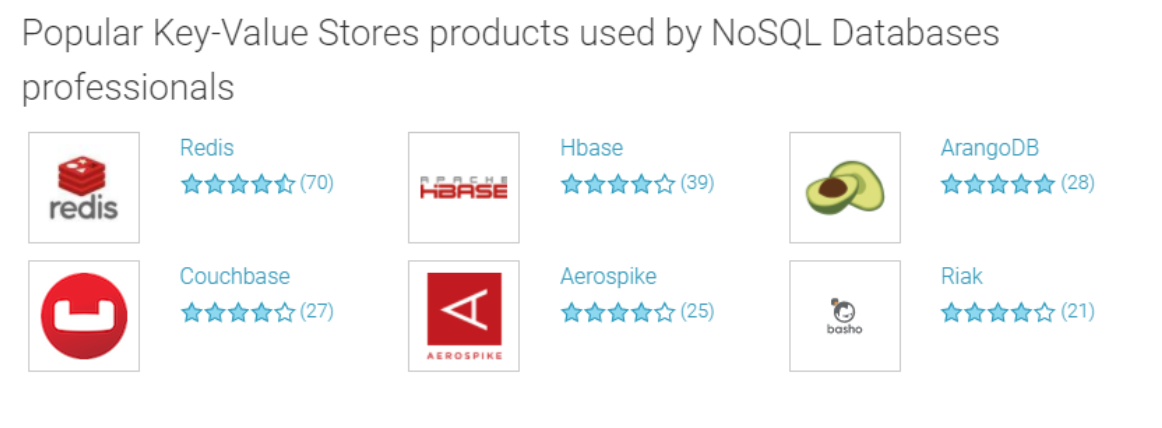 Popular Key-Value Stores products used by NoSQL Databases
professionals
redis
Redis
(70)
APACHE
HBASE
Hbase
(39)
ArangoDB
(28)
Couchbase
(27)
AEROSPIKE
Aerospike
(25)
basho
Riak
(21)